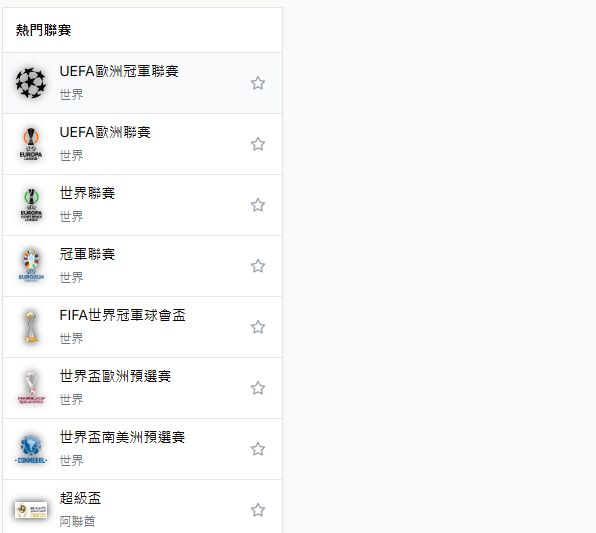 熱門聯賽
UEFA歐洲冠軍聯賽
世界
UEFA歐洲聯賽
世界
EUROPA
LEAGUE
世界聯賽
世界
EUROPA
CONFERENCE
LEAGUE
冠軍聯賽
世界
EURO2024
FIFA世界冠軍球會盃
世界
世界盃歐洲預選賽
世界
世界盃南美洲預選賽
世界
CONMEBOL
超級盃
阿聯酋